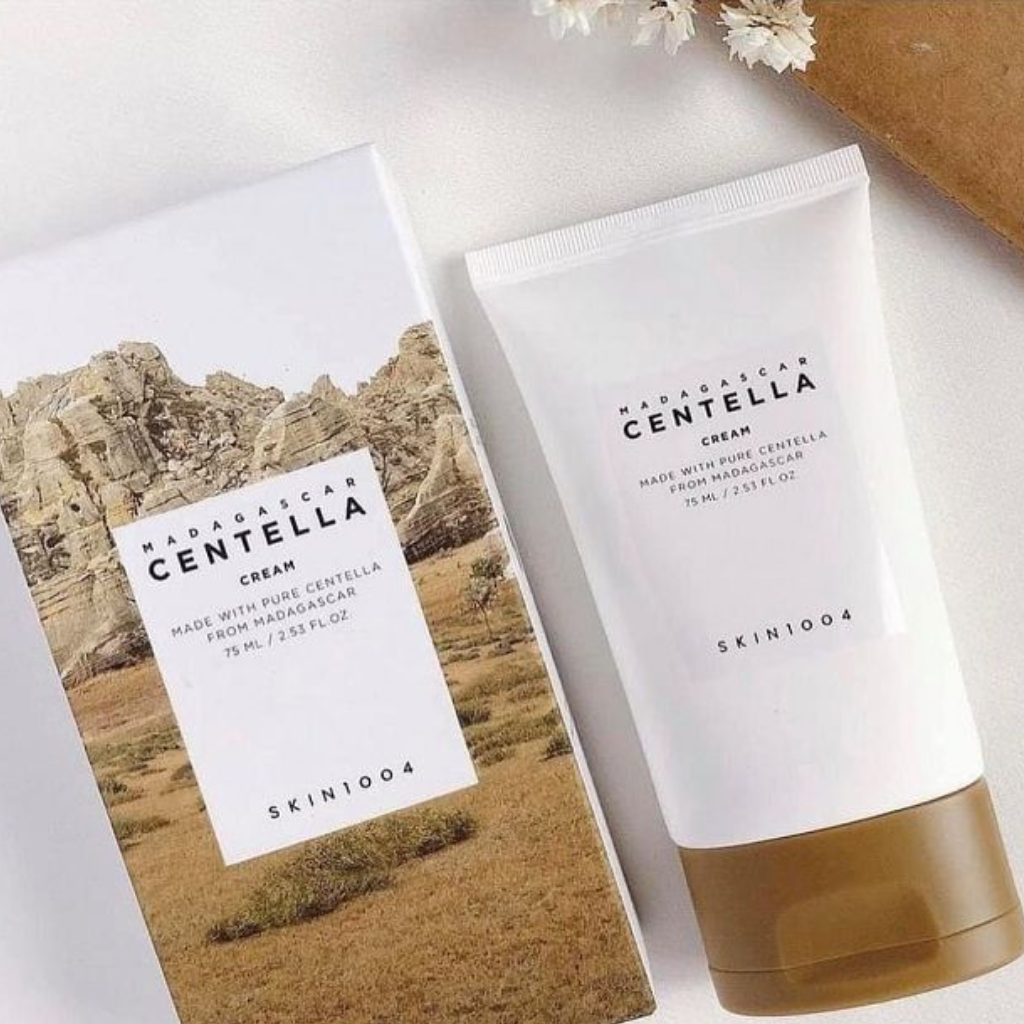 MADAGASCAR
CENTELLA
CREAM
MADE WITH PURE CENTELLA
FROM MADAGASCAR
75 ML / 2.53 FL.OZ.
SKIN1004
MADAGASCAR
CENTELLA
CREAM
MADE WITH PURE CENTELLA
FROM MADAGASCAR
75 ML / 2.53 FL.OZ.
SKIN1004